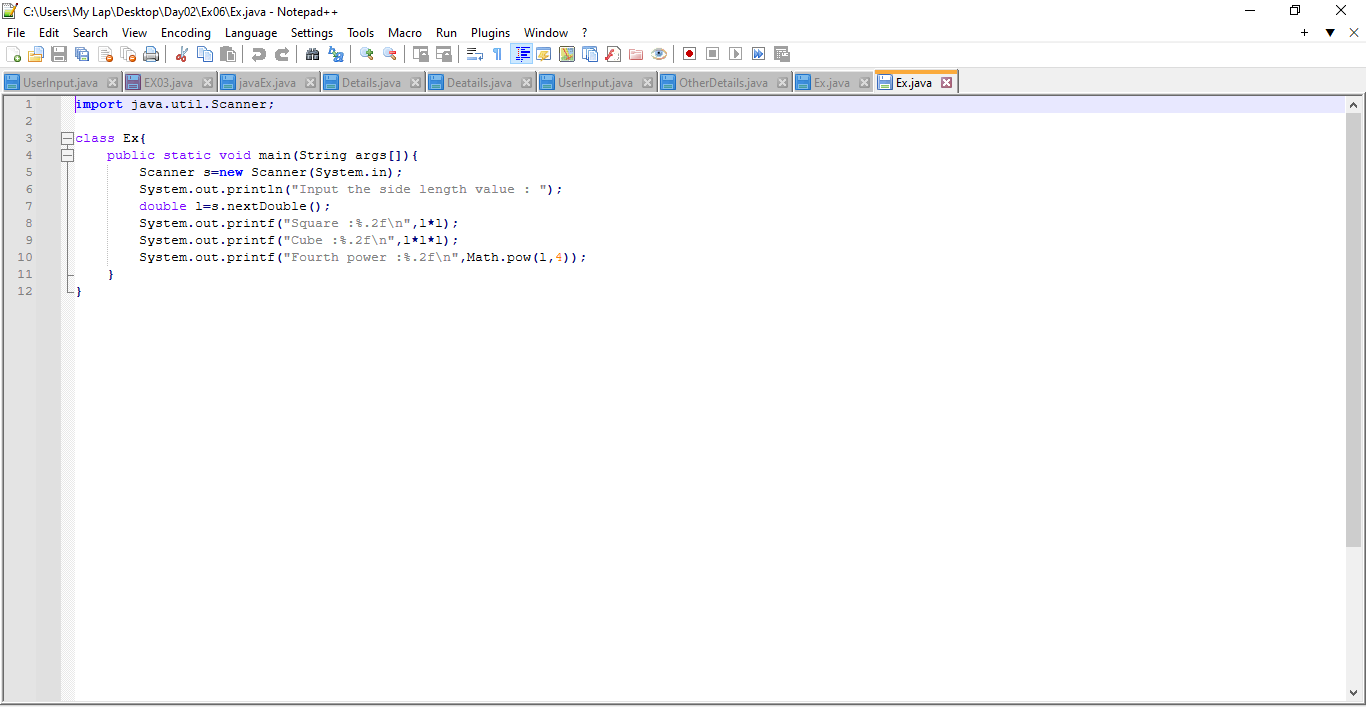 C:\Users\My Lap\Desktop\Day02\Ex06\Ex.java - Notepad++
File Edit Search View Encoding Language Settings Tools Macro Run Plugins Window ?
UserInput.java EX03.java javaEx.java Details.java Deatails.java UserInput.java OtherDetails.java Ex.java Ex.java
1 import java.util.Scanner;
2
3 class Ex{
4 public static void main(String args[]){
5 Scanner s=new Scanner(System.in);
6 System.out.println("Input the side length value : ");
7 double l=s.nextDouble();
8 System.out.printf("Square :%.2f\n",l*l);
9 System.out.printf("Cube :%.2f\n",l*l*l);
10 System.out.printf("Fourth power :%.2f\n",Math.pow(l,4));
11 }
12 }